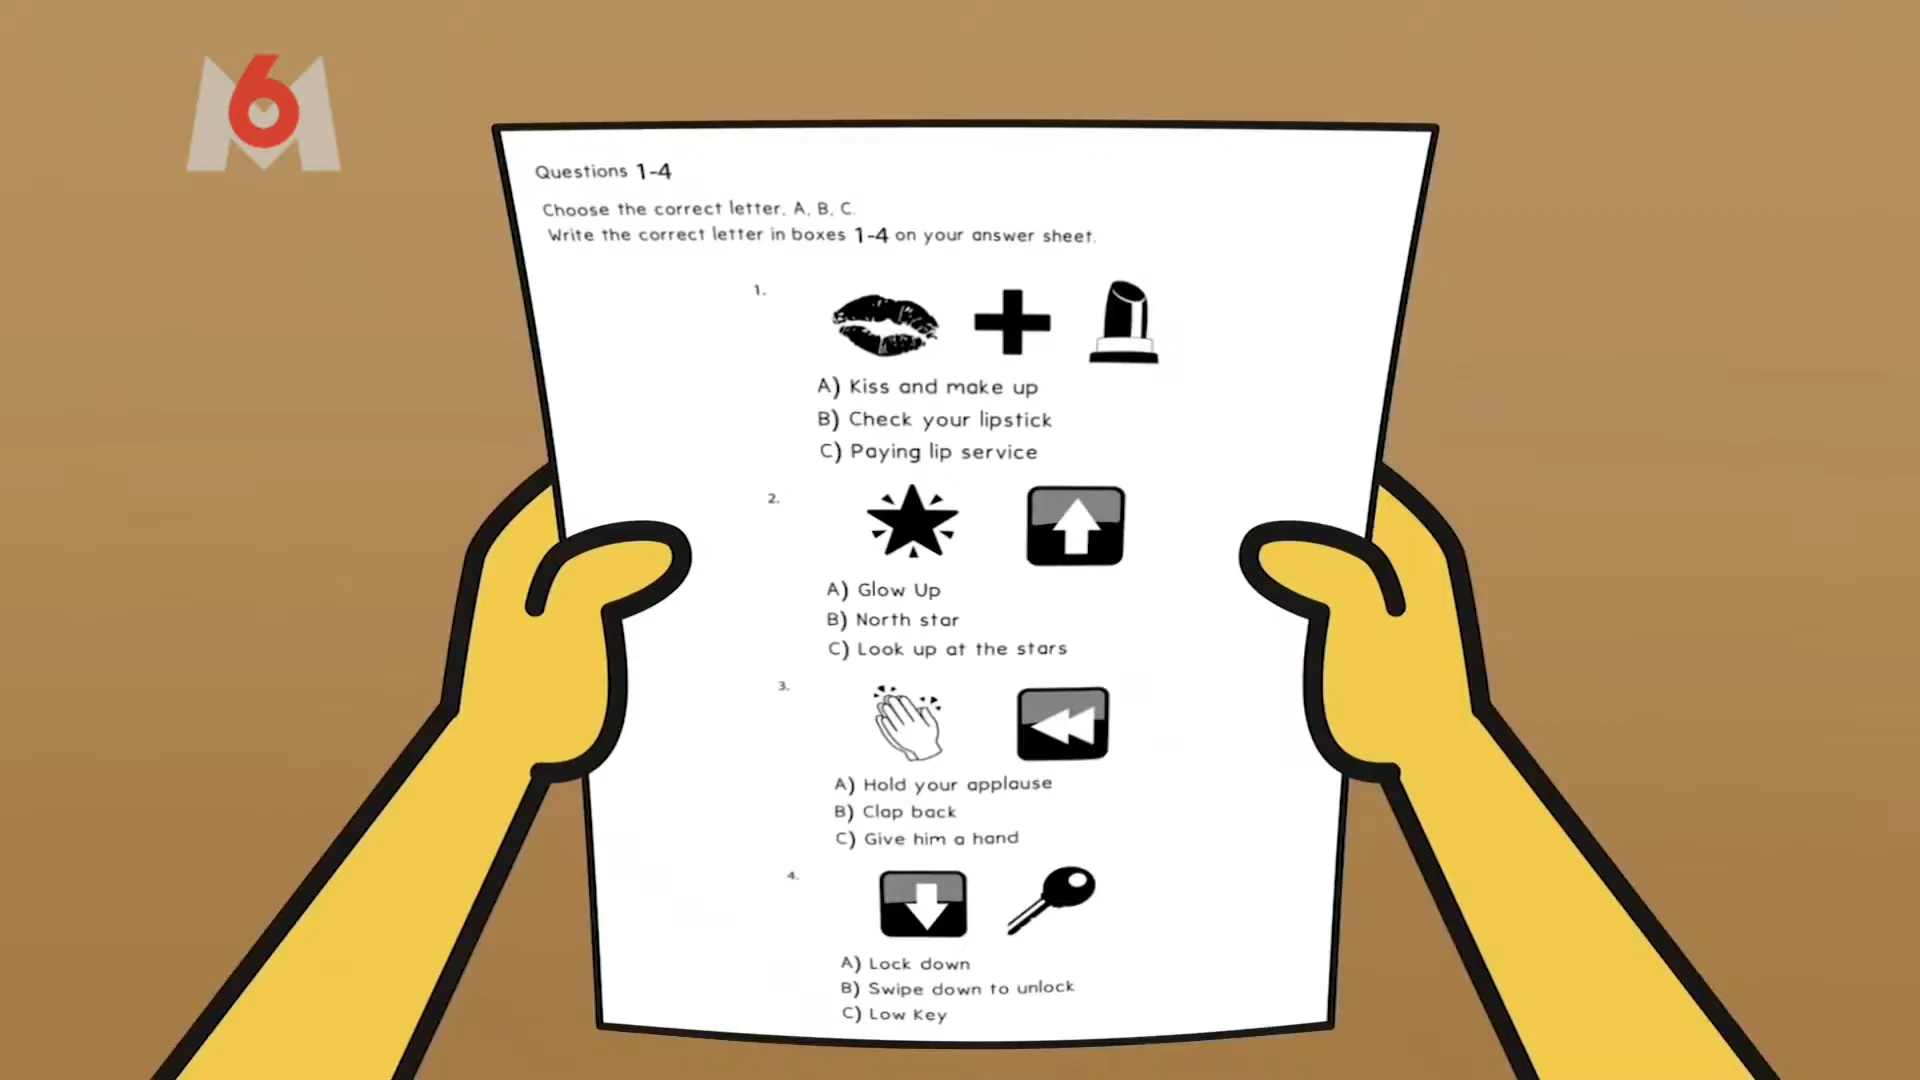 M6
Questions 1-4
Choose the correct letter, A, B, C.
Write the correct letter in boxes 1-4 on your answer sheet.
1.
A) Kiss and make up
B) Check your lipstick
C) Paying lip service
2.
A) Glow Up
B) North star
C) Look up at the stars
3.
A) Hold your applause
B) Clap back
C) Give him a hand
4.
A) Lock down
B) Swipe down to unlock
C) Low Key